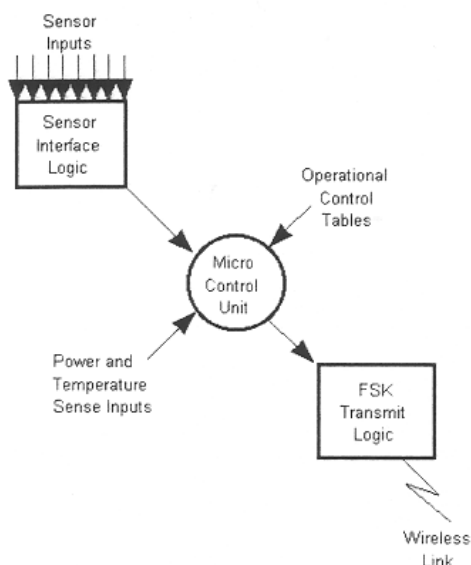 Sensor
Inputs
Sensor
Interface
Logic
Operational
Control
Tables
Micro
Control
Unit
Power and
Temperature
Sense Inputs
FSK
Transmit
Logic
Wireless
Link